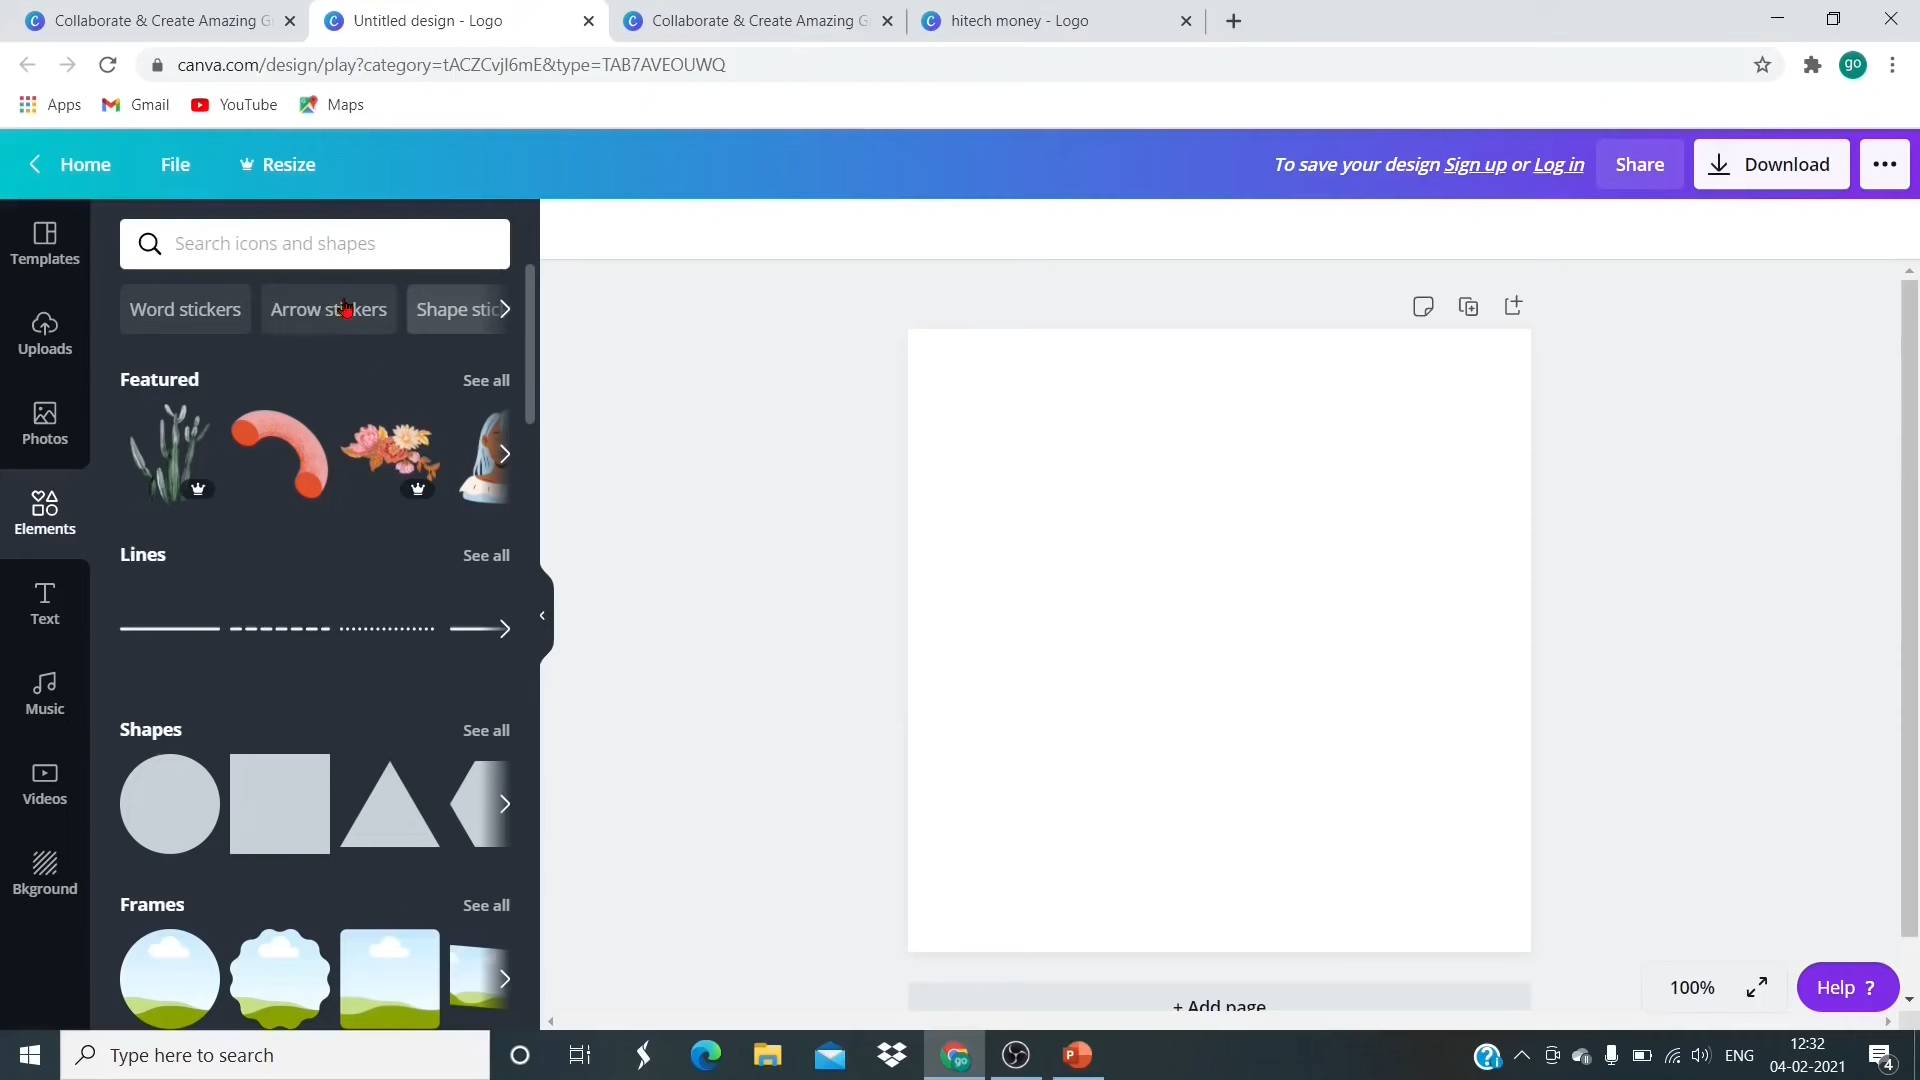 Collaborate & Create Amazing G
Untitled design - Logo
Collaborate & Create Amazing G
hitech money - Logo
canva.com/design/play?category=tACZCvjI6mE&type=TAB7AVEOUWQ
go
Apps
Gmail
YouTube
Maps
Home
File
Resize
To save your design Sign up or Log in
Share
Download
Templates
Uploads
Photos
Elements
Text
Music
Videos
Bkground
Search icons and shapes
Word stickers
Arrow stickers
Shape stic
Featured
See all
Lines
See all
Shapes
See all
Frames
See all
+ Add page
100%
Help ?
Type here to search
ENG
12:32
04-02-2021
4